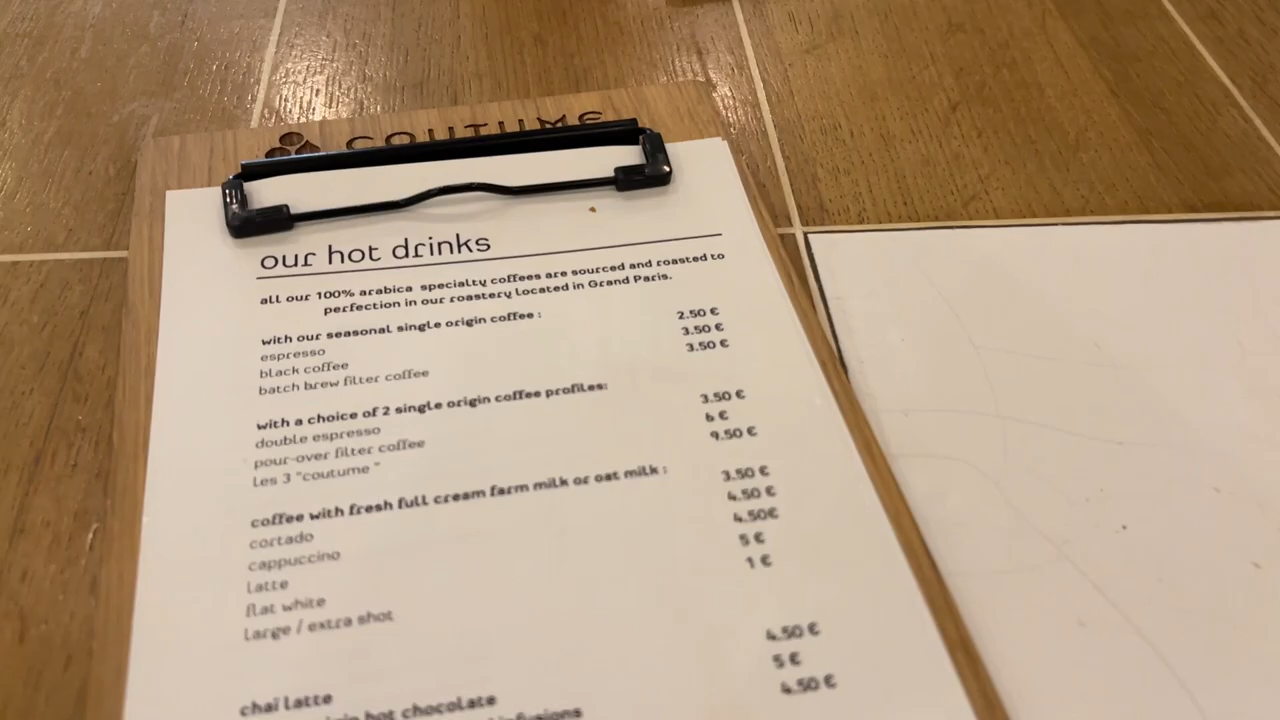 COUTUME
our hot drinks
all our 100% arabica specialty coffees are sourced and roasted to
perfection in our roastery located in Grand Paris.
with our seasonal single origin coffee :
espresso 2.50 €
black coffee 3.50 €
batch brew filter coffee 3.50 €
with a choice of 2 single origin coffee profiles:
double espresso 3.50 €
pour-over filter coffee 6 €
les 3 "coutume " 9.50 €
coffee with fresh full cream farm milk or oat milk :
cortado 3.50 €
cappuccino 4.50 €
latte 4.50€
flat white 5 €
large / extra shot 1 €
chaï latte 4.50 €
hot chocolate 5 €
infusions 4.50 €